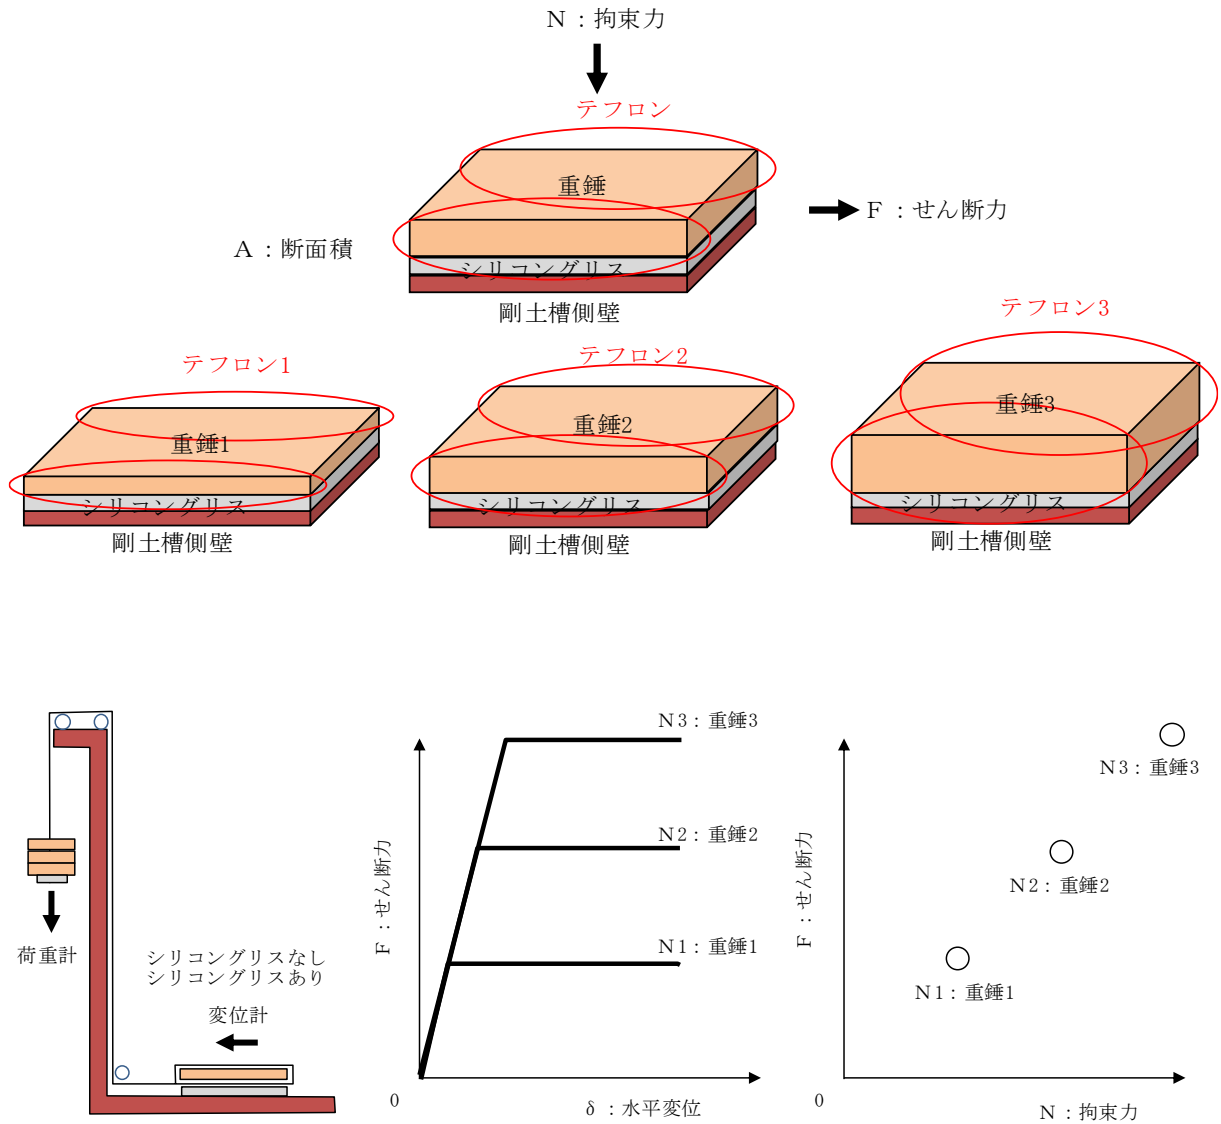 N：拘束力
テフロン
重錘
F：せん断力
A：断面積
シリコングリス
剛土槽側壁
テフロン1
テフロン2
テフロン3
重錘1
重錘2
重錘3
シリコングリス
シリコングリス
シリコングリス
剛土槽側壁
剛土槽側壁
剛土槽側壁
荷重計
シリコングリスなし
シリコングリスあり
変位計
F：せん断力
N3：重錘3
N2：重錘2
N1：重錘1
0
δ：水平変位
F：せん断力
N3：重錘3
N2：重錘2
N1：重錘1
0
N：拘束力